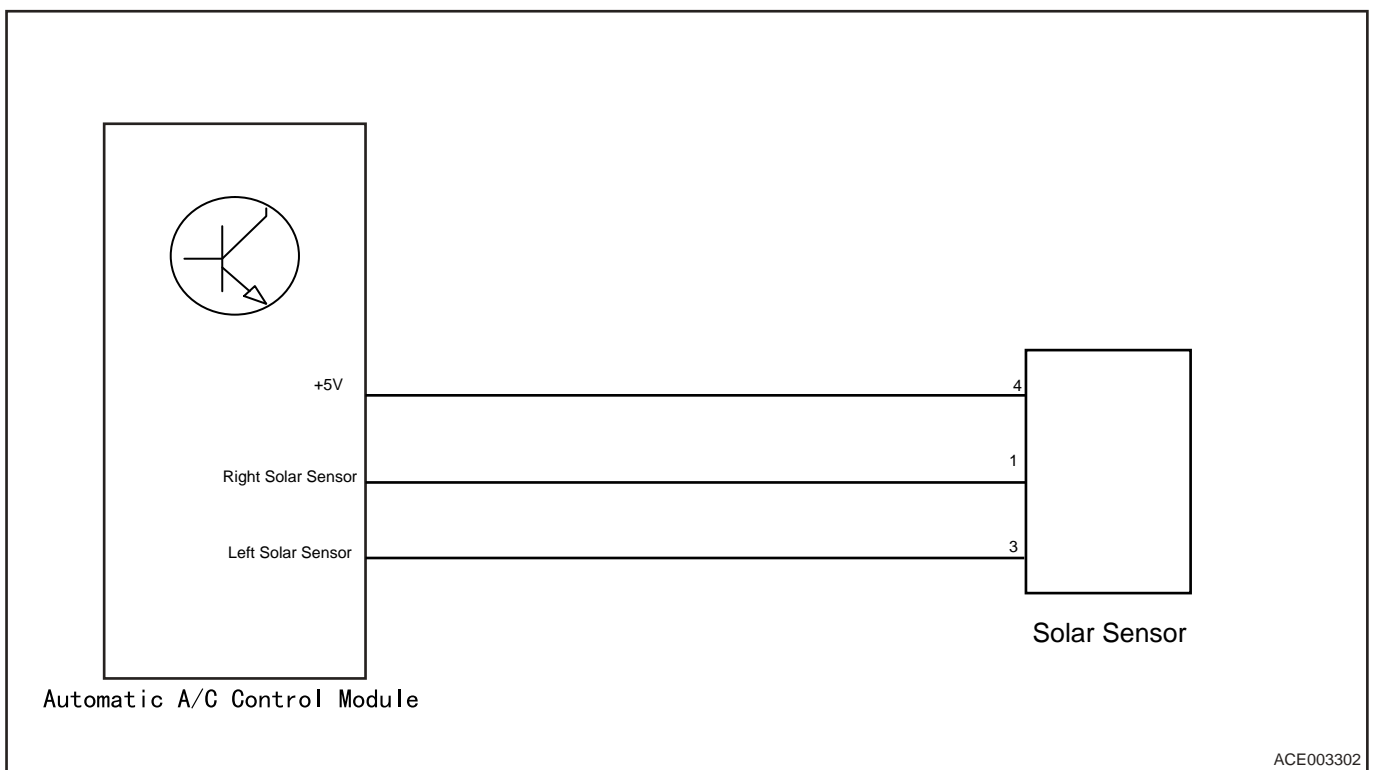 +5V
4
Right Solar Sensor
1
Left Solar Sensor
3
Solar Sensor
Automatic A/C Control Module
ACE003302